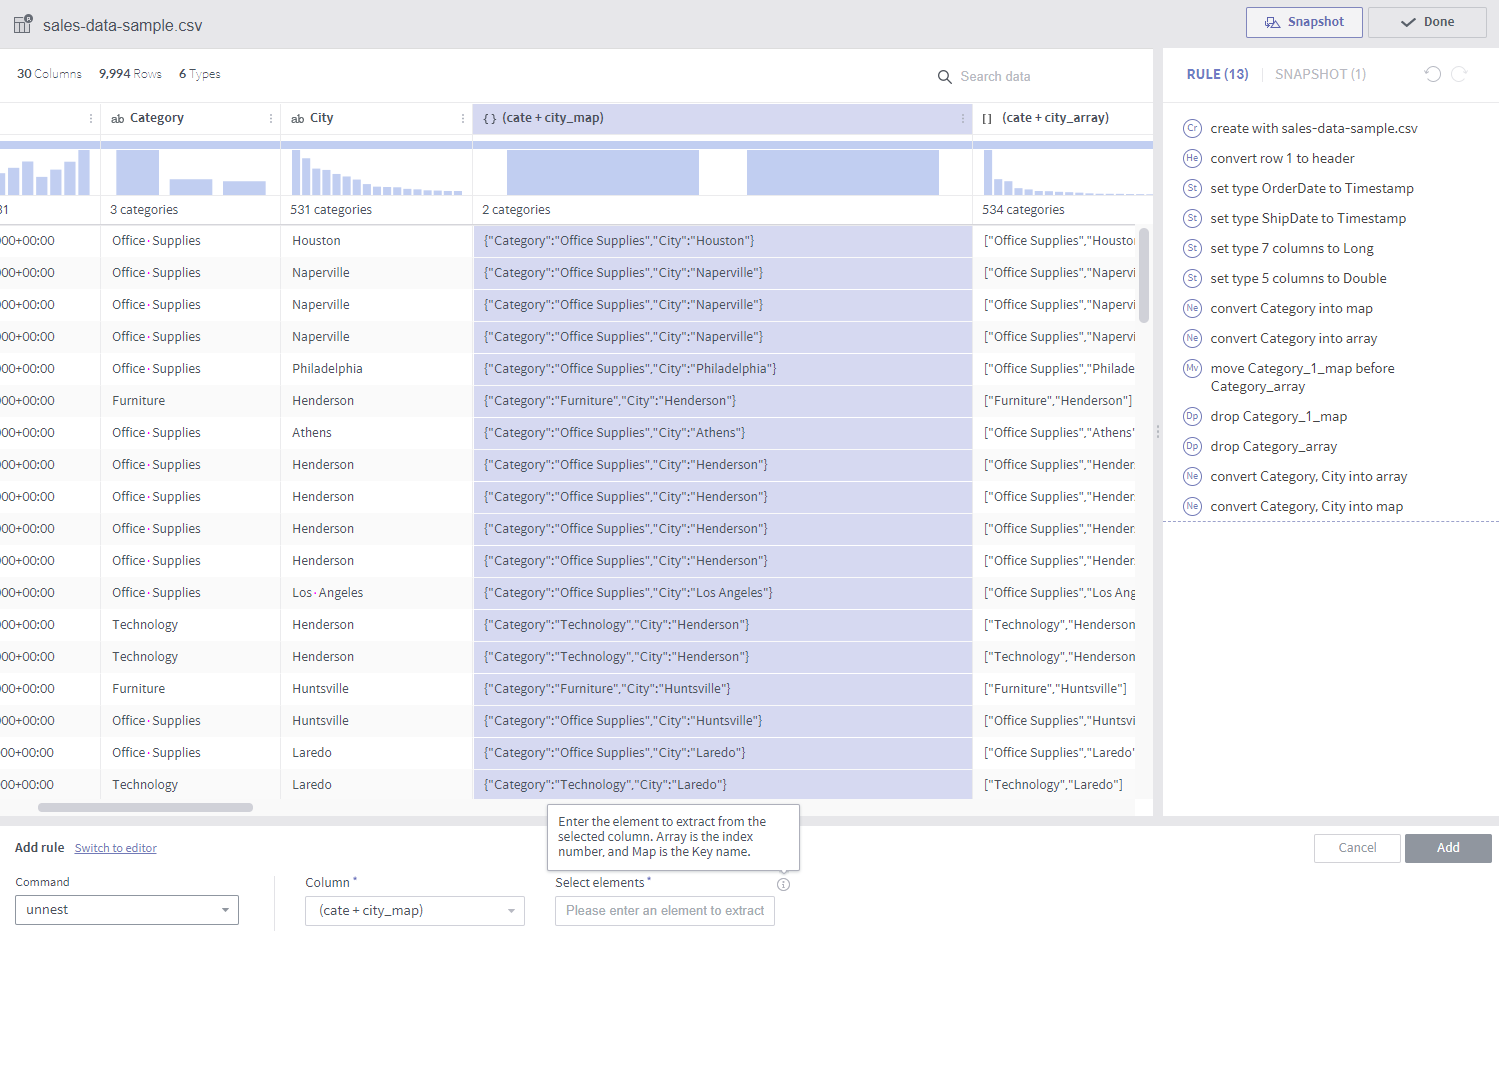 sales-data-sample.csv
Snapshot
Done
30 Columns 9,994 Rows 6 Types
Search data
RULE (13)
SNAPSHOT (1)
ab Category
ab City
{ } (cate + city_map)
[ ] (cate + city_array)
31
3 categories
531 categories
2 categories
534 categories
00+00:00 Office·Supplies Houston {"Category":"Office Supplies","City":"Houston"} ["Office Supplies","Housto
00+00:00 Office·Supplies Naperville {"Category":"Office Supplies","City":"Naperville"} ["Office Supplies","Napervi
00+00:00 Office·Supplies Naperville {"Category":"Office Supplies","City":"Naperville"} ["Office Supplies","Napervi
00+00:00 Office·Supplies Naperville {"Category":"Office Supplies","City":"Naperville"} ["Office Supplies","Napervi
00+00:00 Office·Supplies Philadelphia {"Category":"Office Supplies","City":"Philadelphia"} ["Office Supplies","Philade
00+00:00 Furniture Henderson {"Category":"Furniture","City":"Henderson"} ["Furniture","Henderson"]
00+00:00 Office·Supplies Athens {"Category":"Office Supplies","City":"Athens"} ["Office Supplies","Athens"
00+00:00 Office·Supplies Henderson {"Category":"Office Supplies","City":"Henderson"} ["Office Supplies","Hender
00+00:00 Office·Supplies Henderson {"Category":"Office Supplies","City":"Henderson"} ["Office Supplies","Hender
00+00:00 Office·Supplies Henderson {"Category":"Office Supplies","City":"Henderson"} ["Office Supplies","Hender
00+00:00 Office·Supplies Henderson {"Category":"Office Supplies","City":"Henderson"} ["Office Supplies","Hender
00+00:00 Office·Supplies Los·Angeles {"Category":"Office Supplies","City":"Los Angeles"} ["Office Supplies","Los Ang
00+00:00 Technology Henderson {"Category":"Technology","City":"Henderson"} ["Technology","Henderson
00+00:00 Technology Henderson {"Category":"Technology","City":"Henderson"} ["Technology","Henderson
00+00:00 Furniture Huntsville {"Category":"Furniture","City":"Huntsville"} ["Furniture","Huntsville"]
00+00:00 Office·Supplies Huntsville {"Category":"Office Supplies","City":"Huntsville"} ["Office Supplies","Huntsvi
00+00:00 Office·Supplies Laredo {"Category":"Office Supplies","City":"Laredo"} ["Office Supplies","Laredo"
00+00:00 Technology Laredo {"Category":"Technology","City":"Laredo"} ["Technology","Laredo"]
Cr create with sales-data-sample.csv
He convert row 1 to header
St set type OrderDate to Timestamp
St set type ShipDate to Timestamp
St set type 7 columns to Long
St set type 5 columns to Double
Ne convert Category into map
Ne convert Category into array
Mv move Category_1_map before
Category_array
Dp drop Category_1_map
Dp drop Category_array
Ne convert Category, City into array
Ne convert Category, City into map
Enter the element to extract from the
selected column. Array is the index
number, and Map is the Key name.
Add rule Switch to editor
Cancel
Add
Command
Column *
Select elements *
unnest
(cate + city_map)
Please enter an element to extract